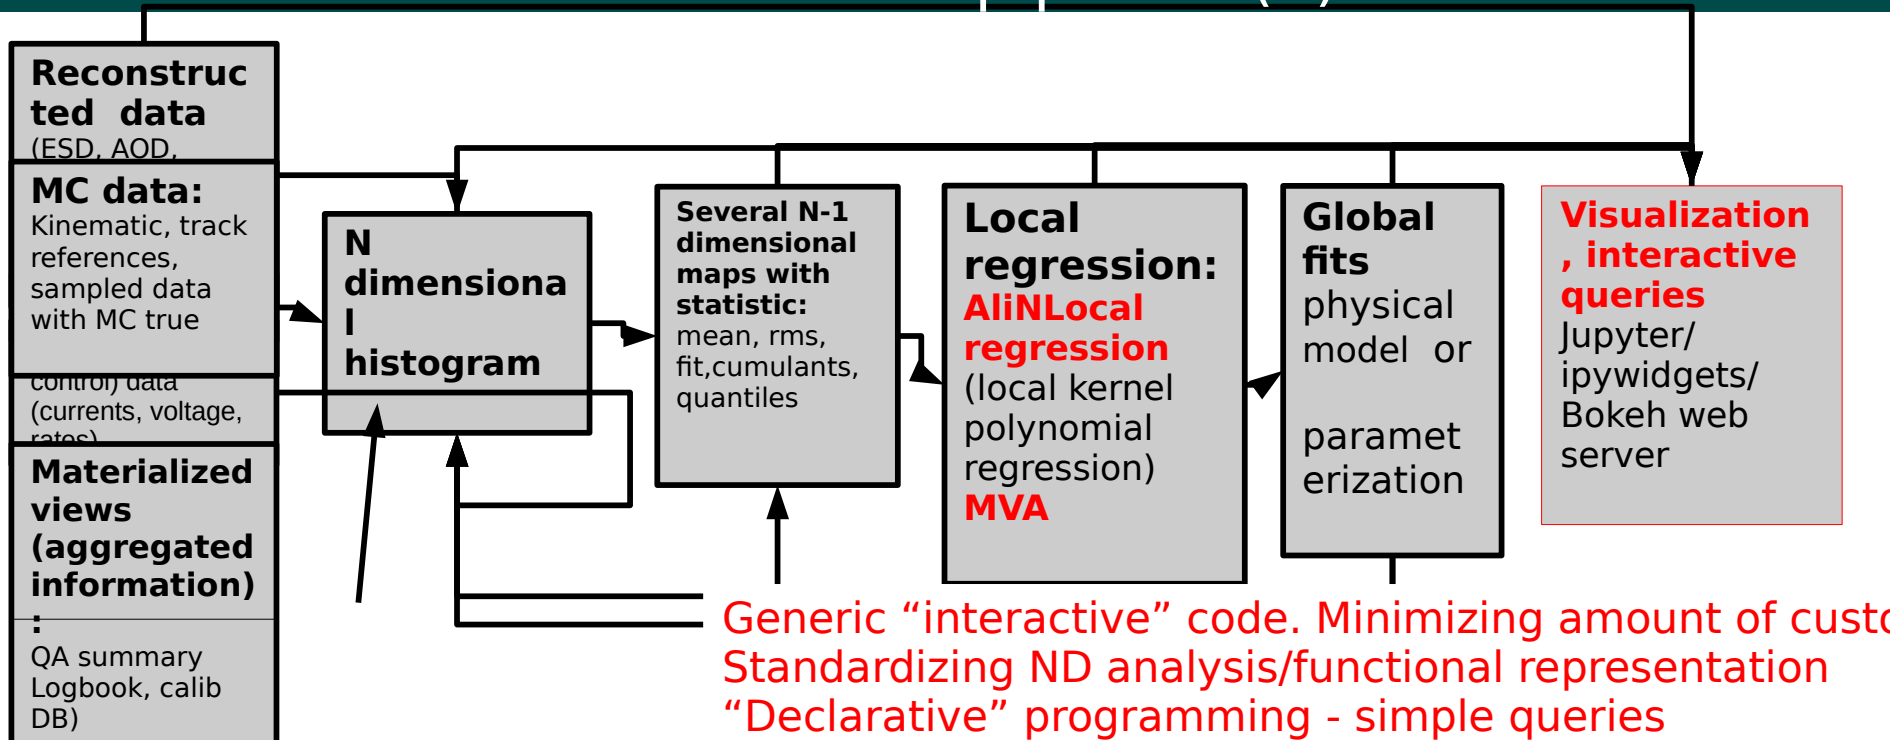 Reconstruc
ted data
(ESD, AOD,
MC data:
Kinematic, track
references,
sampled data
with MC true
control) data
(currents, voltage,
rates)
Materialized
views
(aggregated
information)
:
QA summary
Logbook, calib
DB)
N
dimensiona
l
histogram
Several N-1
dimensional
maps with
statistic:
mean, rms,
fit,cumulants,
quantiles
Local
regression:
AliNLocal
regression
(local kernel
polynomial
regression)
MVA
Global
fits
physical
model or
paramet
erization
Visualization
, interactive
queries
Jupyter/
ipywidgets/
Bokeh web
server
Generic “interactive” code. Minimizing amount of custo
Standardizing ND analysis/functional representation
“Declarative” programming - simple queries